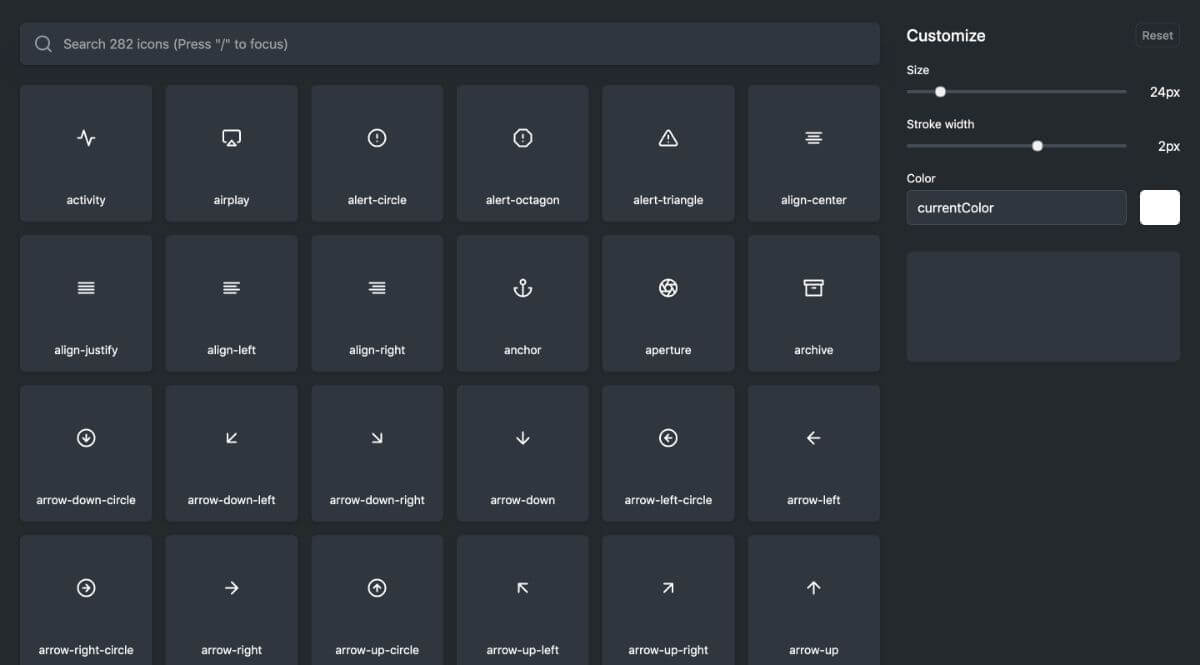 Search 282 icons (Press "/" to focus)
activity
airplay
alert-circle
alert-octagon
alert-triangle
align-center
align-justify
align-left
align-right
anchor
aperture
archive
arrow-down-circle
arrow-down-left
arrow-down-right
arrow-down
arrow-left-circle
arrow-left
arrow-right-circle
arrow-right
arrow-up-circle
arrow-up-left
arrow-up-right
arrow-up
Customize
Reset
Size
24px
Stroke width
2px
Color
currentColor